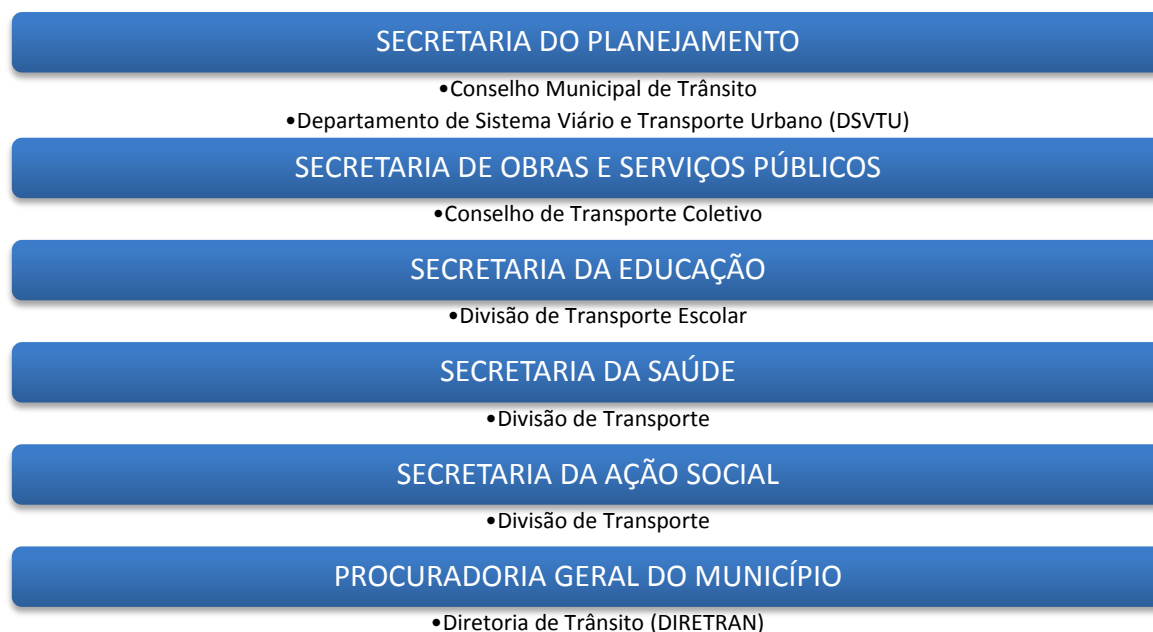 SECRETARIA DO PLANEJAMENTO
•Conselho Municipal de Trânsito
•Departamento de Sistema Viário e Transporte Urbano (DSVTU)
SECRETARIA DE OBRAS E SERVIÇOS PÚBLICOS
•Conselho de Transporte Coletivo
SECRETARIA DA EDUCAÇÃO
•Divisão de Transporte Escolar
SECRETARIA DA SAÚDE
•Divisão de Transporte
SECRETARIA DA AÇÃO SOCIAL
•Divisão de Transporte
PROCURADORIA GERAL DO MUNICÍPIO
•Diretoria de Trânsito (DIRETRAN)